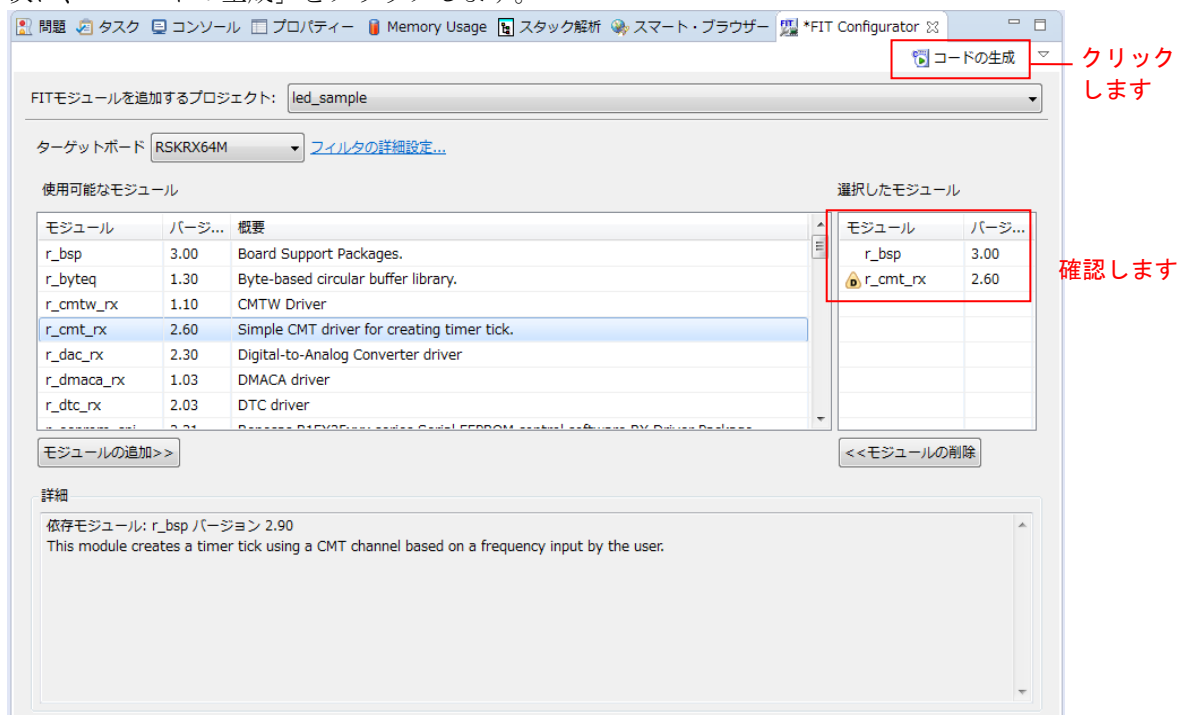 の生成」をクリックします。
問題 タスク コンソール プロパティー Memory Usage スタック解析 スマート・ブラウザー *FIT Configurator
コードの生成
クリック
します
FITモジュールを追加するプロジェクト: led_sample
ターゲットボード RSKRX64M フィルタの詳細設定...
使用可能なモジュール
選択したモジュール
モジュール バージ... 概要
モジュール バージ...
r_bsp 3.00 Board Support Packages.
r_bsp 3.00
r_byteq 1.30 Byte-based circular buffer library.
r_cmt_rx 2.60
確認します
r_cmtw_rx 1.10 CMTW Driver
r_cmt_rx 2.60 Simple CMT driver for creating timer tick.
r_dac_rx 2.30 Digital-to-Analog Converter driver
r_dmaca_rx 1.03 DMACA driver
r_dtc_rx 2.03 DTC driver
モジュールの追加>>
<<モジュールの削除
詳細
依存モジュール: r_bsp バージョン 2.90
This module creates a timer tick using a CMT channel based on a frequency input by the user.